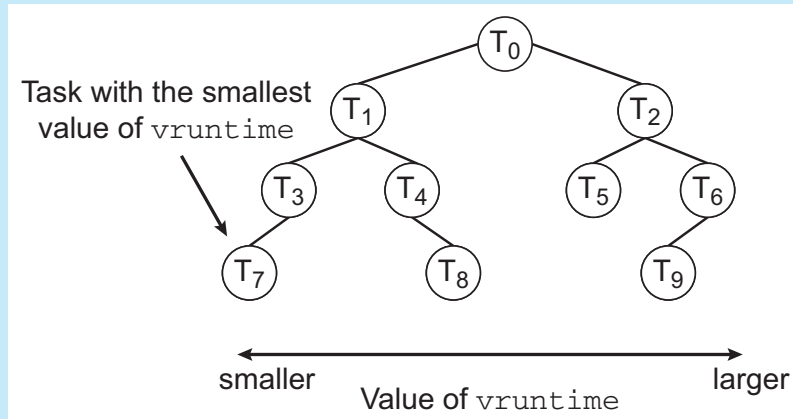 T0
Task with the smallest
value of vruntime
T1
T2
T3
T4
T5
T6
T7
T8
T9
smaller
larger
Value of vruntime